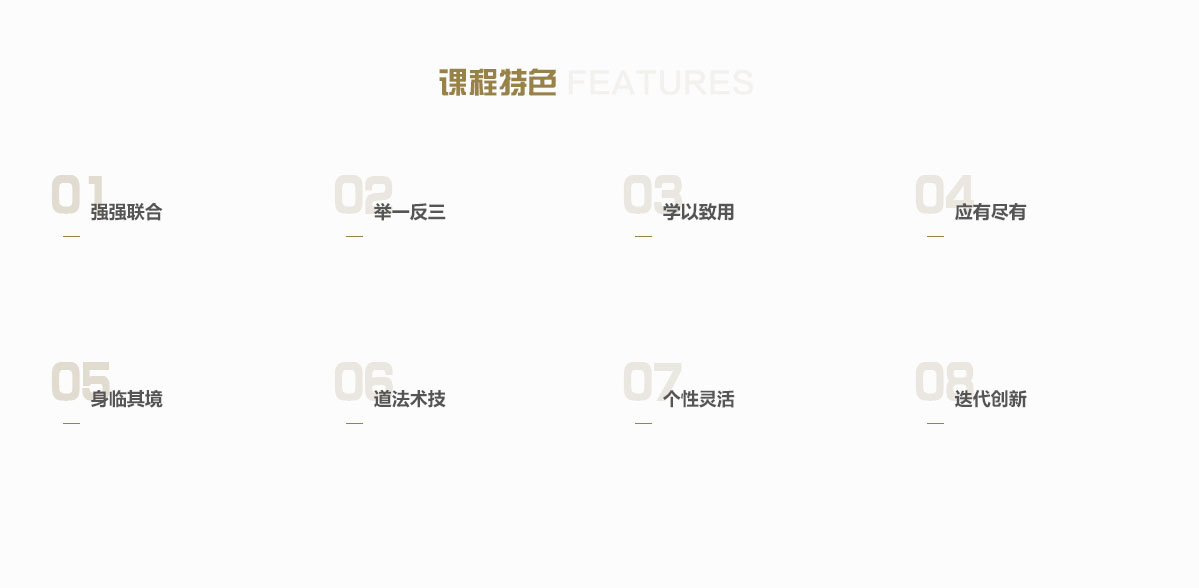 课程特色 FEATURES
01 强强联合
02 举一反三
03 学以致用
04 应有尽有
05 身临其境
06 道法术技
07 个性灵活
08 迭代创新